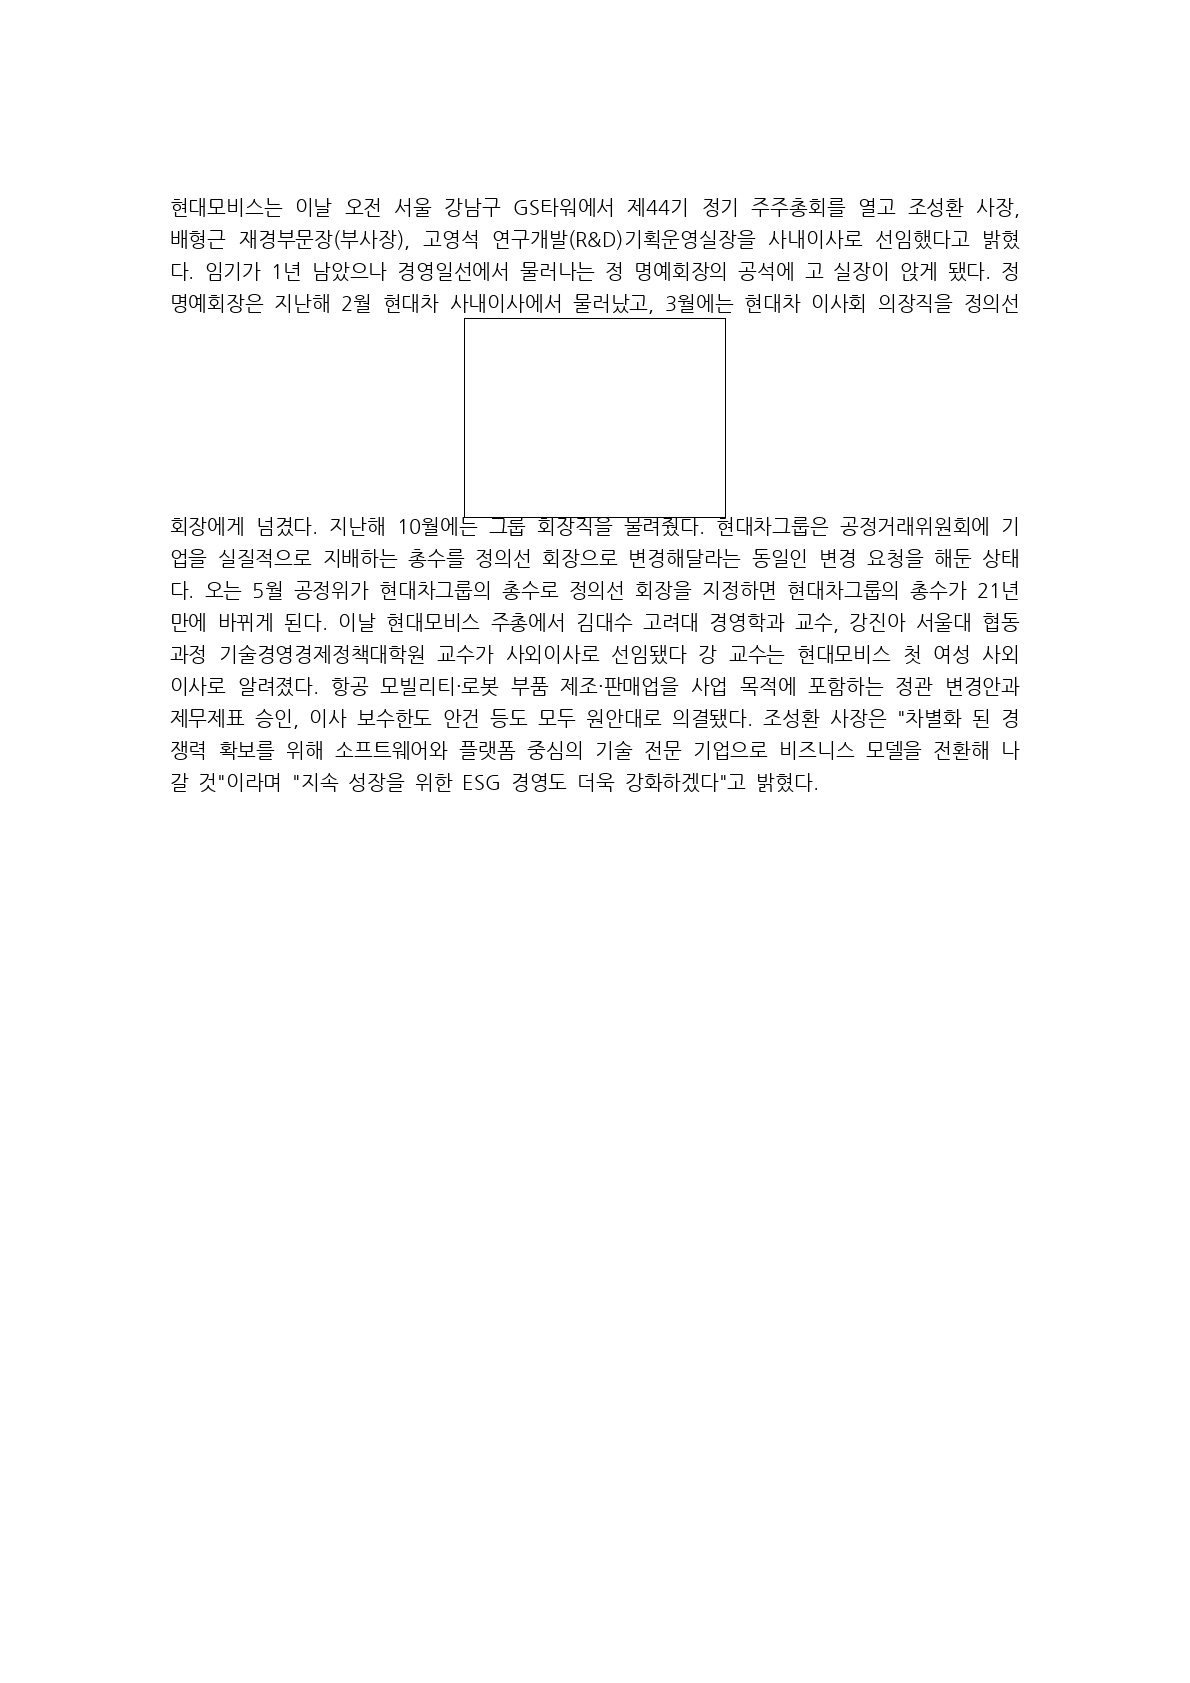 현대모비스는 이날 오전 서울 강남구 GS타워에서 제44기 정기 주주총회를 열고 조성환 사장,
배형근 재경부문장(부사장), 고영석 연구개발(R&D)기획운영실장을 사내이사로 선임했다고 밝혔
다. 임기가 1년 남았으나 경영일선에서 물러나는 정 명예회장의 공석에 고 실장이 앉게 됐다. 정
명예회장은 지난해 2월 현대차 사내이사에서 물러났고, 3월에는 현대차 이사회 의장직을 정의선
회장에게 넘겼다. 지난해 10월에는 그룹 회장직을 물려줬다. 현대차그룹은 공정거래위원회에 기
업을 실질적으로 지배하는 총수를 정의선 회장으로 변경해달라는 동일인 변경 요청을 해둔 상태
다. 오는 5월 공정위가 현대차그룹의 총수로 정의선 회장을 지정하면 현대차그룹의 총수가 21년
만에 바뀌게 된다. 이날 현대모비스 주총에서 김대수 고려대 경영학과 교수, 강진아 서울대 협동
과정 기술경영경제정책대학원 교수가 사외이사로 선임됐다 강 교수는 현대모비스 첫 여성 사외
이사로 알려졌다. 항공 모빌리티·로봇 부품 제조·판매업을 사업 목적에 포함하는 정관 변경안과
제무제표 승인, 이사 보수한도 안건 등도 모두 원안대로 의결됐다. 조성환 사장은 "차별화 된 경
쟁력 확보를 위해 소프트웨어와 플랫폼 중심의 기술 전문 기업으로 비즈니스 모델을 전환해 나
갈 것"이라며 "지속 성장을 위한 ESG 경영도 더욱 강화하겠다"고 밝혔다.